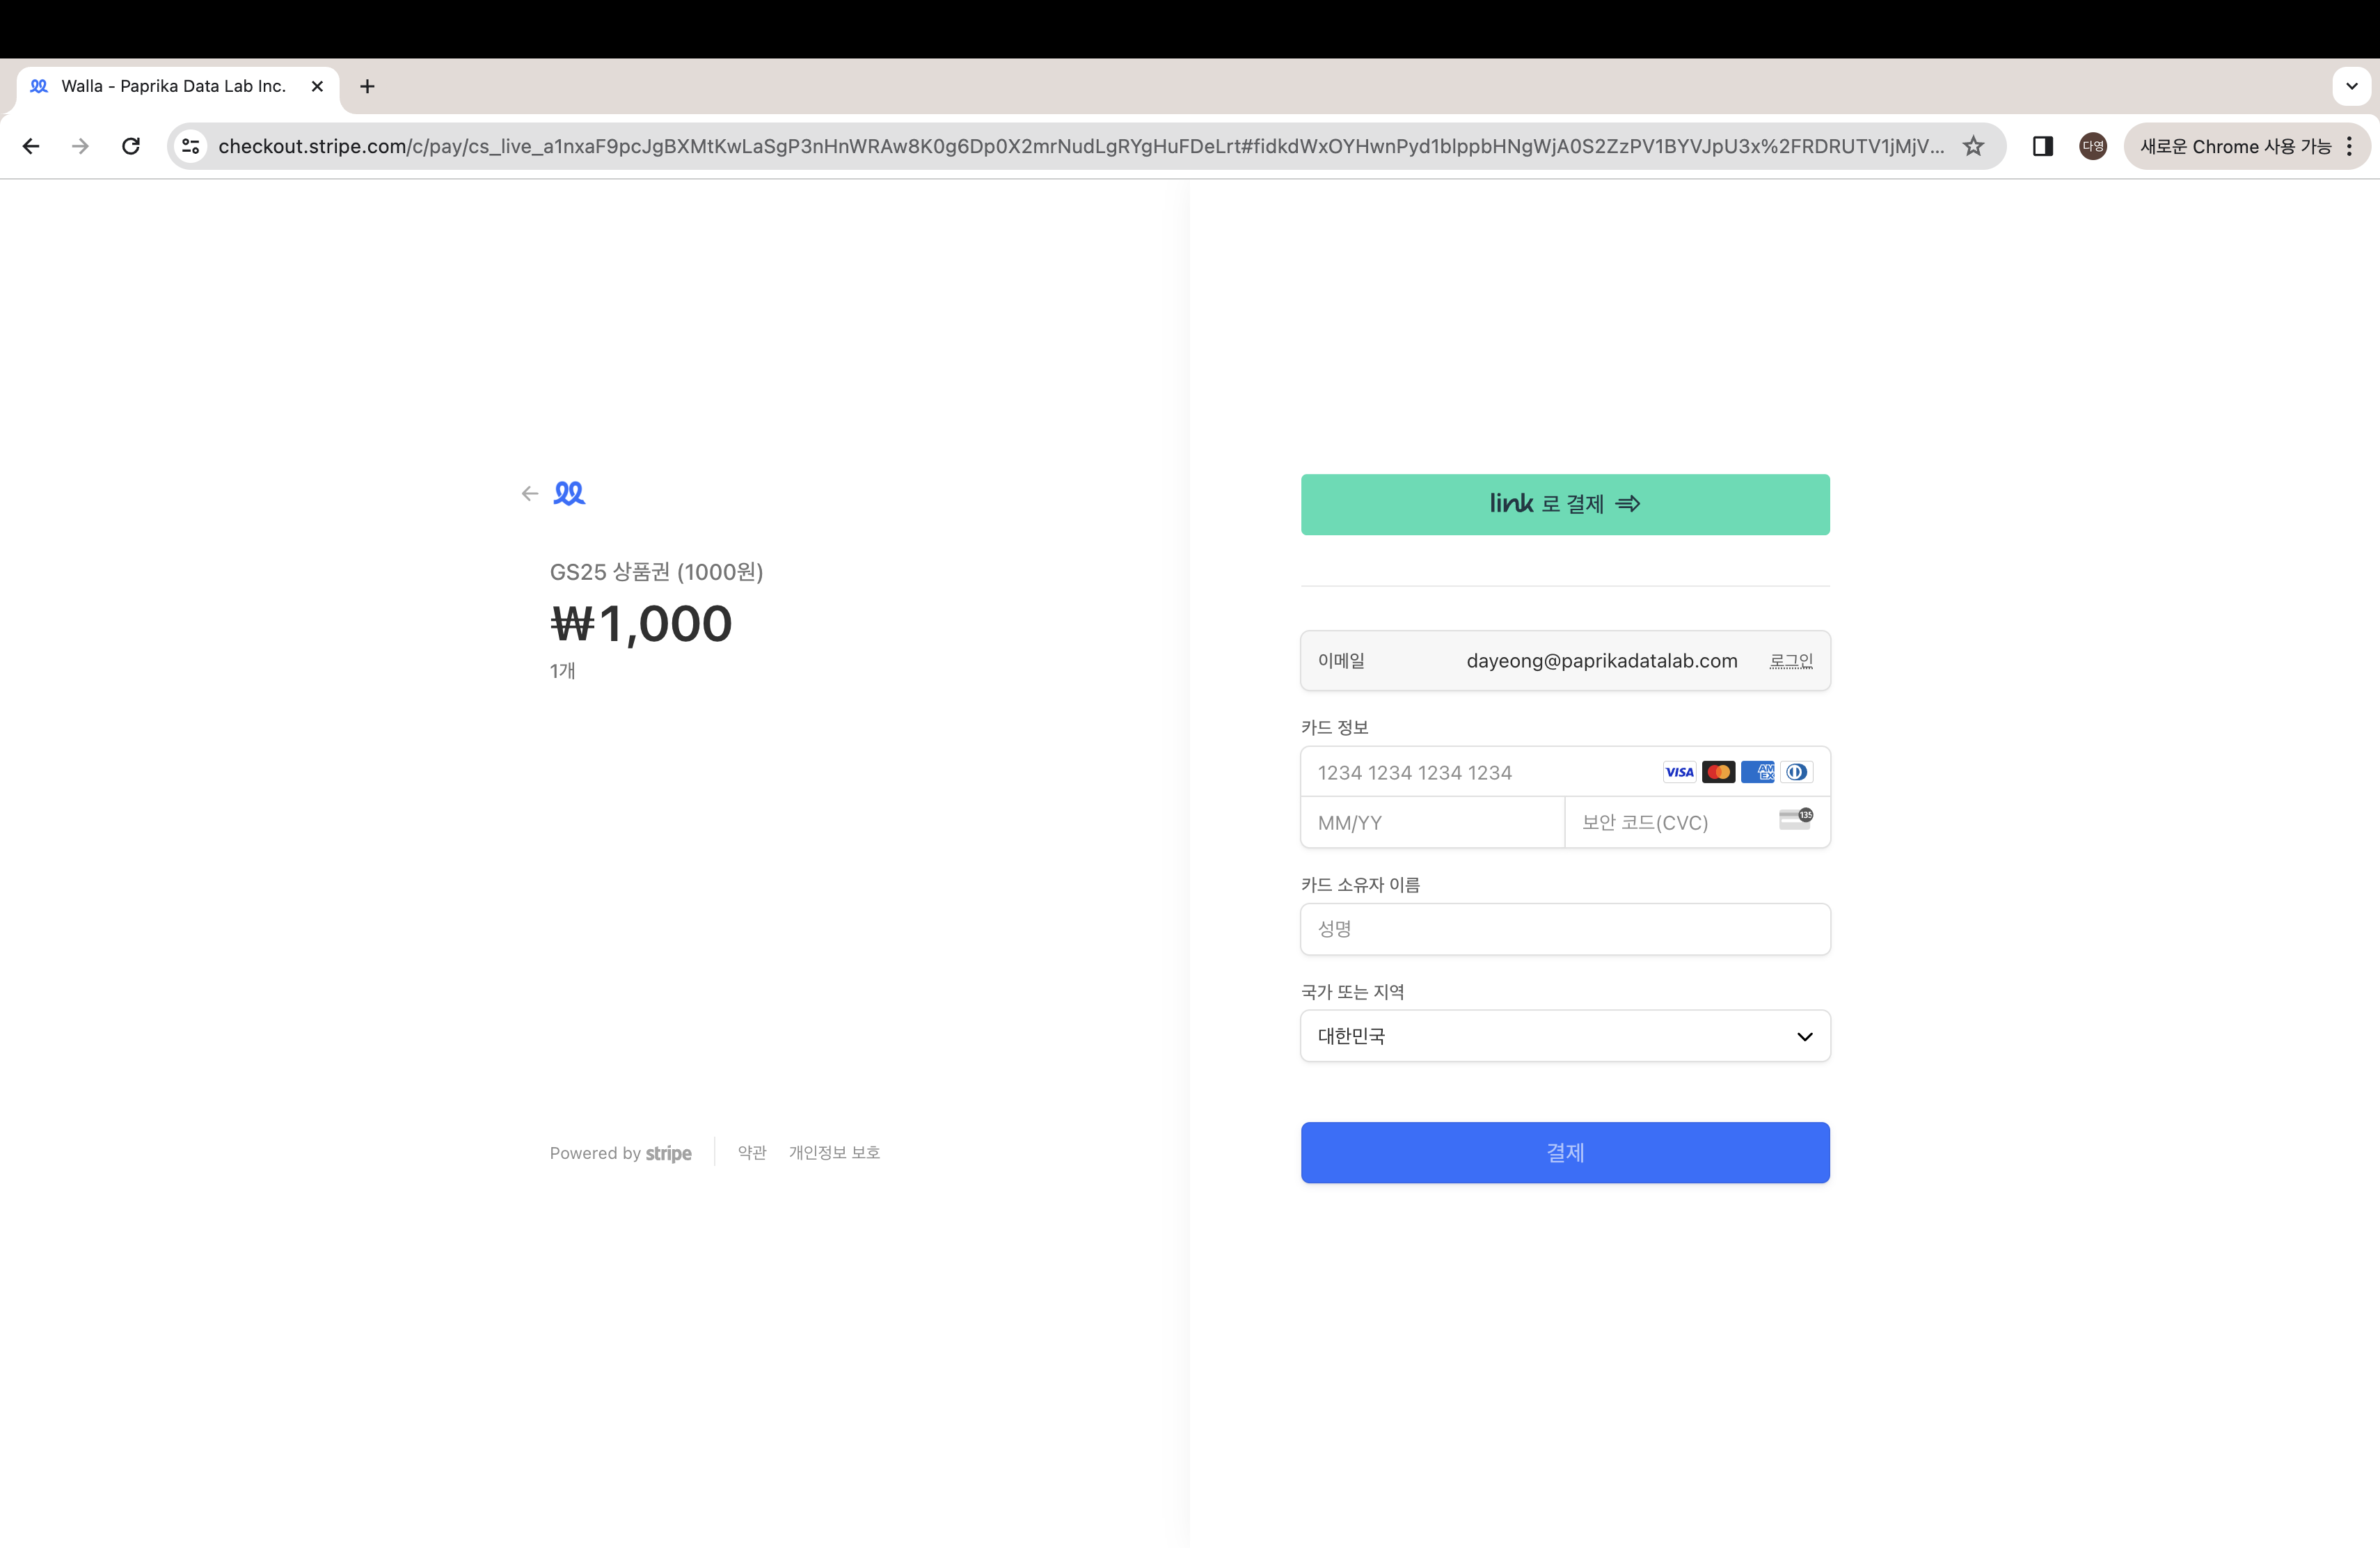 Walla - Paprika Data Lab Inc.
checkout.stripe.com/c/pay/cs_live_a1nxaF9pcJgBXMtKwLaSgP3nHnWRAw8K0g6Dp0X2mrNudLgRYgHuFDeLrt#fidkdWxOYHwnPyd1blppbHNgWjA0S2ZzPV1BYVJpU3x%2FRDRUTV1jMjV...
다영
새로운 Chrome 사용 가능
GS25 상품권 (1000원)
₩1,000
1개
Powered by stripe
약관 개인정보 보호
link 로 결제
이메일 dayeong@paprikadatalab.com 로그인
카드 정보
1234 1234 1234 1234 VISA AMEX
MM/YY 보안 코드(CVC) 135
카드 소유자 이름
성명
국가 또는 지역
대한민국
결제